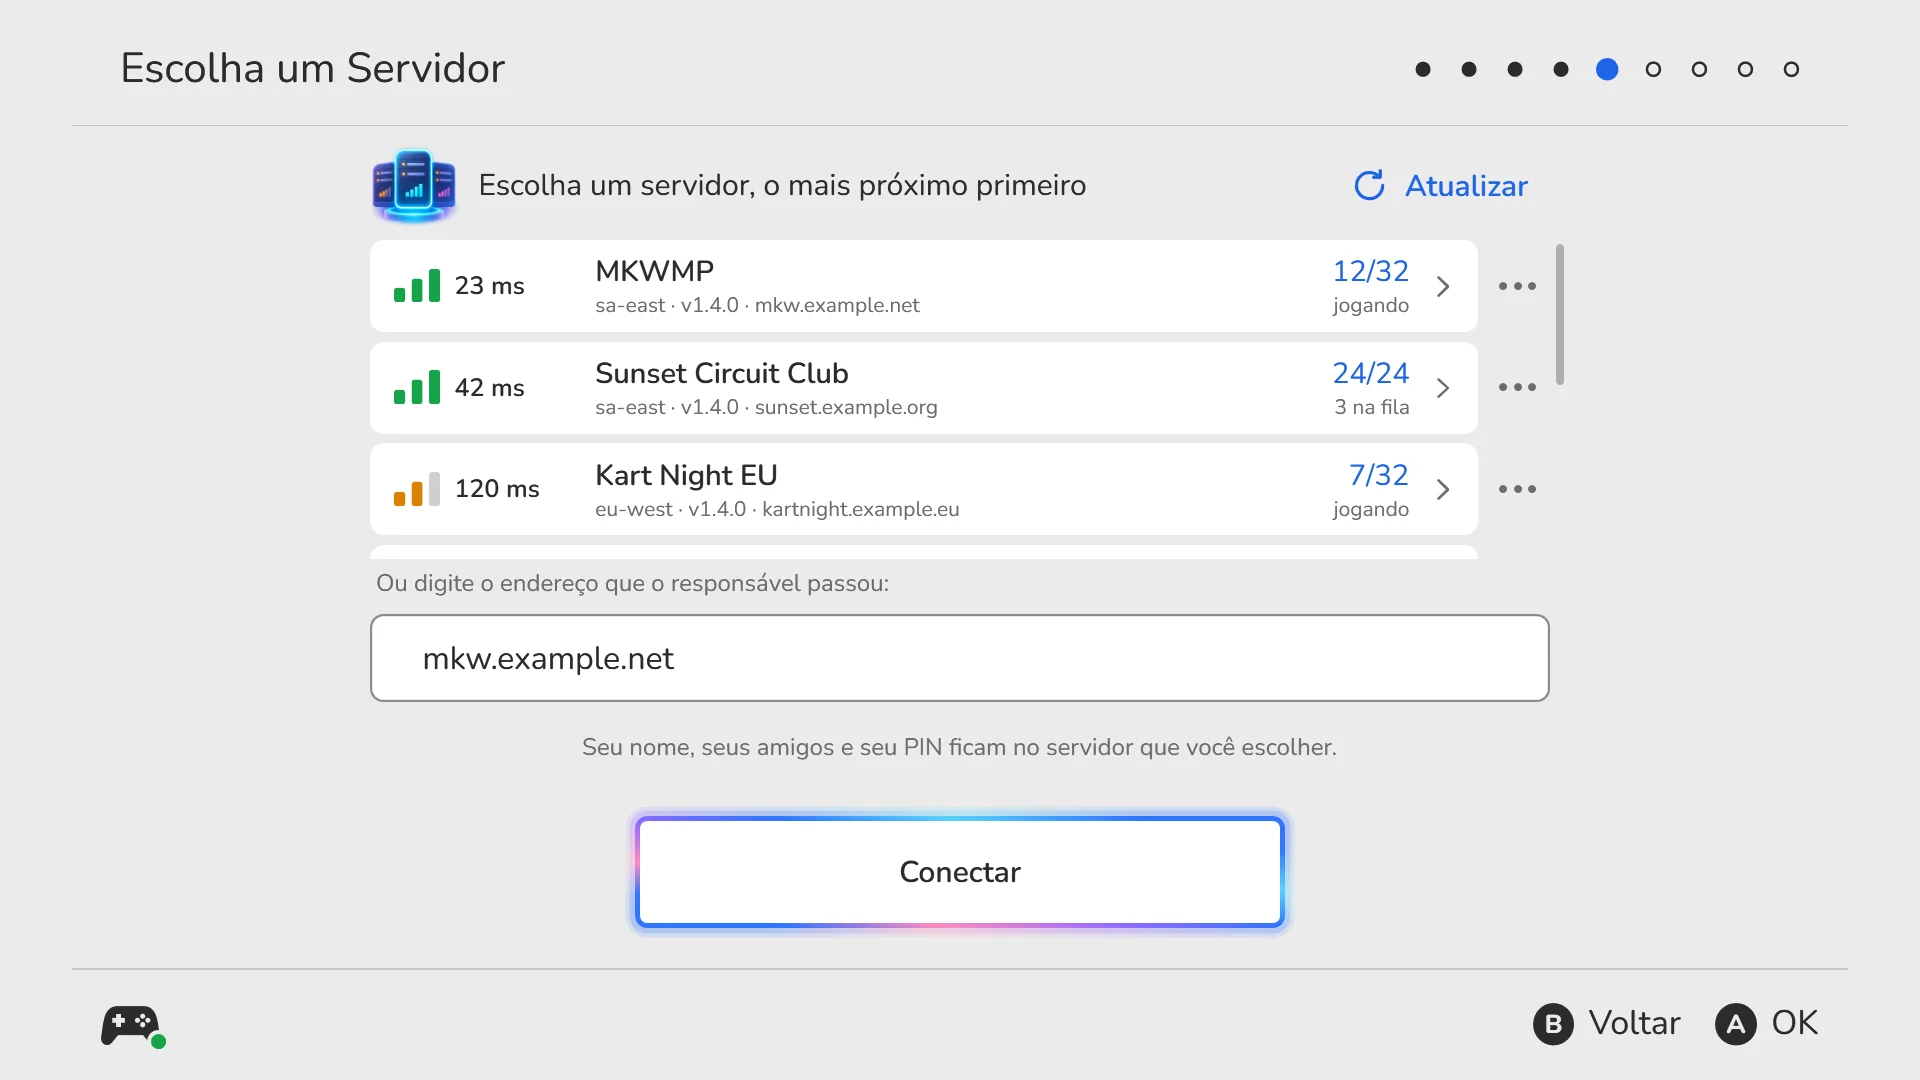 Escolha um Servidor
Escolha um servidor, o mais próximo primeiro
Atualizar
23 ms
MKWMP
sa-east · v1.4.0 · mkw.example.net
12/32
jogando
42 ms
Sunset Circuit Club
sa-east · v1.4.0 · sunset.example.org
24/24
3 na fila
120 ms
Kart Night EU
eu-west · v1.4.0 · kartnight.example.eu
7/32
jogando
Ou digite o endereço que o responsável passou:
mkw.example.net
Seu nome, seus amigos e seu PIN ficam no servidor que você escolher.
Conectar
B Voltar
A OK